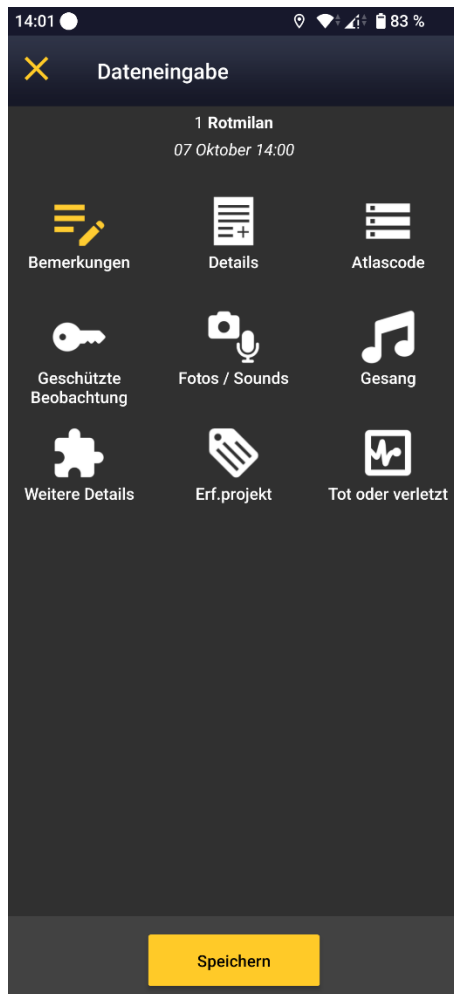 14:01 83 %
Dateneingabe
1 Rotmilan
07 Oktober 14:00
Bemerkungen Details Atlascode
Geschützte Fotos / Sounds Gesang
Beobachtung
Weitere Details Erf.projekt Tot oder verletzt
Speichern